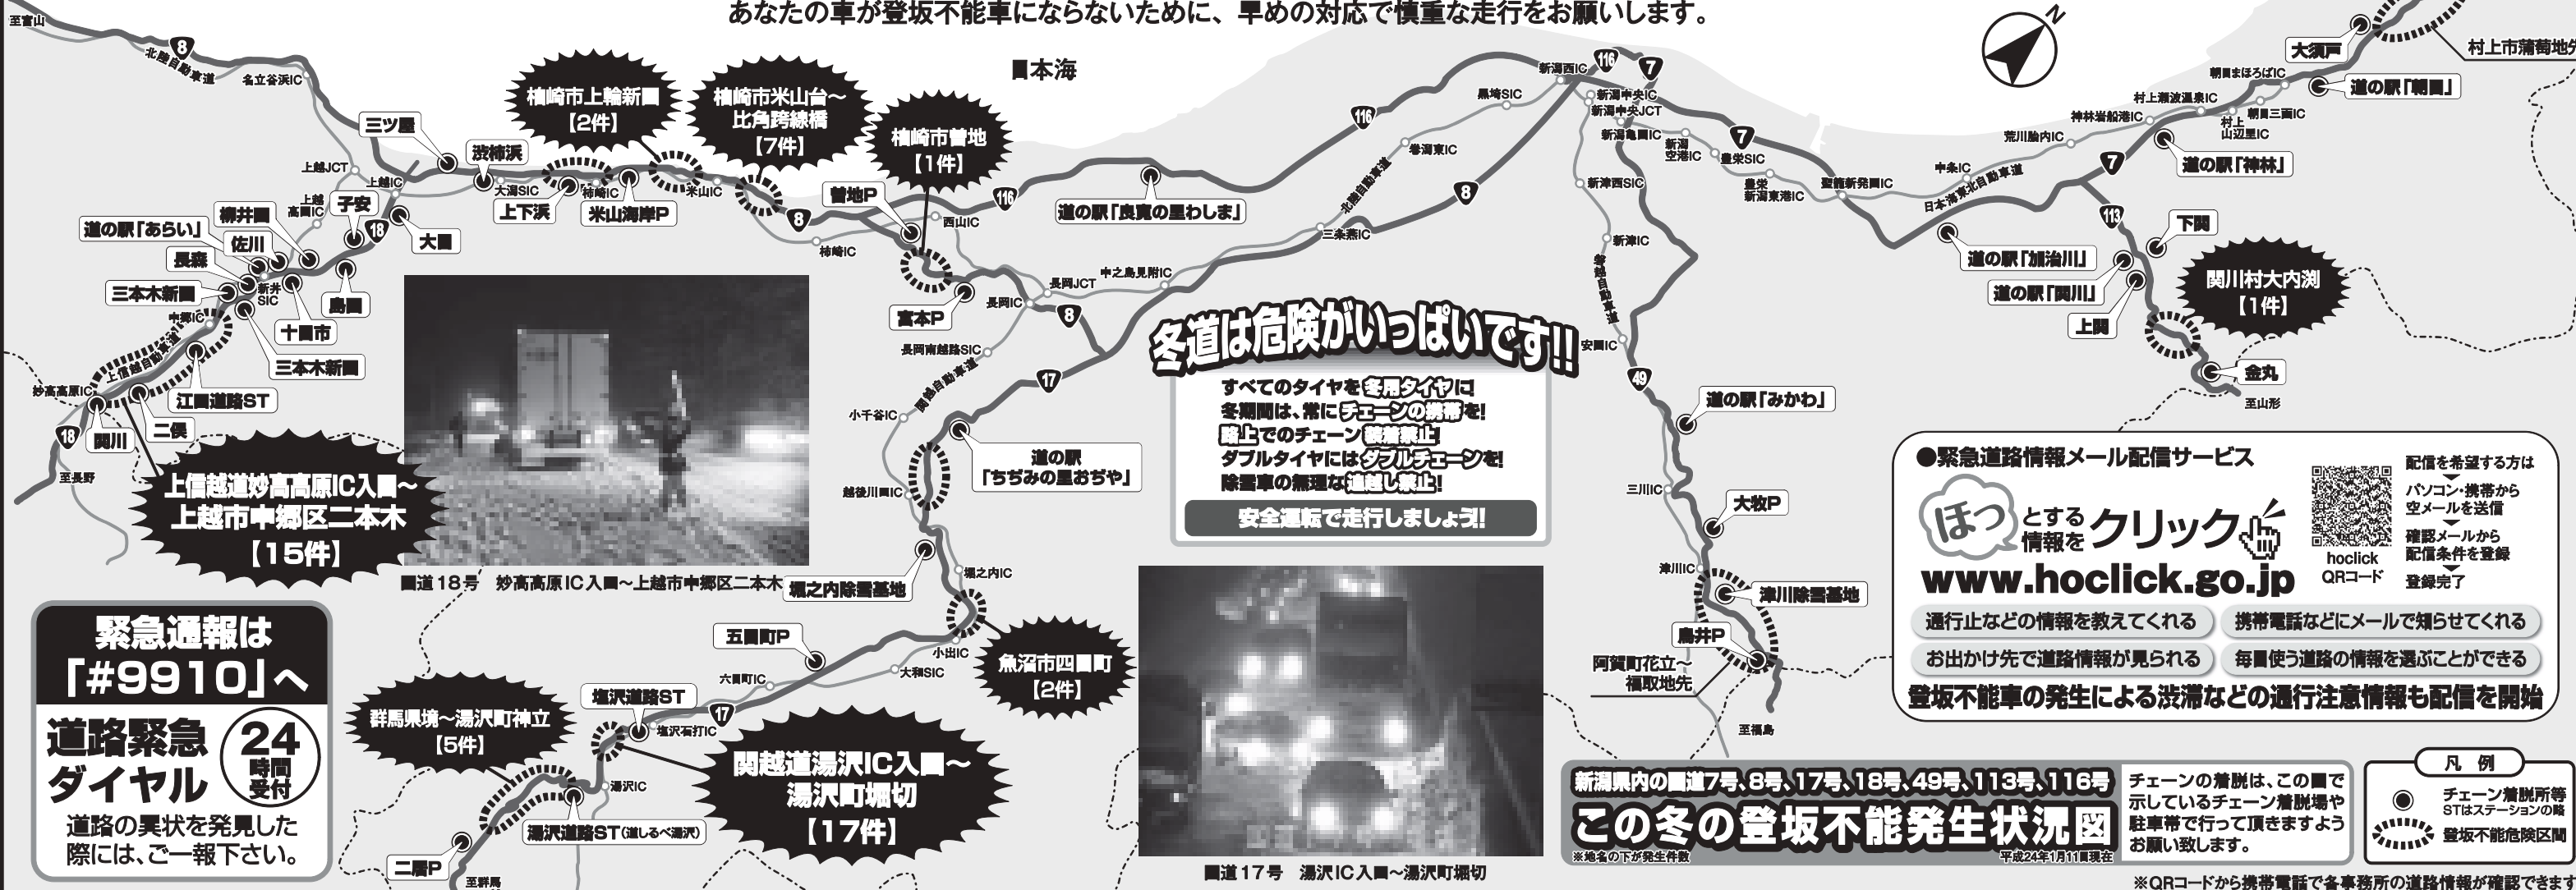 あなたの車が登坂不能車にならないために、早めの対応で慎重な走行をお願いします。
至富山
8
北陸自動車道
名立谷浜IC
三ツ屋
渋柿浜
柏崎市上輪新田
【2件】
柏崎市米山台～
比角跨線橋
【7件】
柏崎市曽地
【1件】
日本海
上越JCT
上越IC
大潟SIC
柿崎IC
米山IC
上下浜
米山海岸P
8
曽地P
西山IC
柿崎IC
116
道の駅「良寛の里わしま」
116
巻潟東IC
黒埼SIC
新潟西IC
116
7
新潟中央IC
新潟中央JCT
新潟亀田IC
新潟
空港IC
7
豊栄SIC
豊栄
新潟東港IC
聖籠新発田IC
中条IC
日本海東北自動車道
荒川胎内IC
神林岩船港IC
村上瀬波温泉IC
村上
山辺里IC
朝日三面IC
朝日まほろばIC
大須戸
村上市蒲萄地先
道の駅「朝日」
道の駅「神林」
7
113
下関
道の駅「加治川」
道の駅「関川」
上関
関川村大内渕
【1件】
金丸
至山形
上越
高田IC
子安
18
大田
柳井田
道の駅「あらい」
佐川
長森
三本木新田
新井
SIC
島田
十日市
中郷IC
三本木新田
上信越自動車道
江田道路ST
妙高高原IC
18
関川
二俣
至長野
上信越道妙高高原IC入口～
上越市中郷区二本木
【15件】
国道18号 妙高高原IC入口～上越市中郷区二本木
宮本P
長岡IC
長岡JCT
中之島見附IC
三条燕IC
北陸自動車道
8
8
長岡南越路SIC
関越自動車道
17
小千谷IC
道の駅
「ちぢみの里おぢや」
越後川口IC
堀之内IC
堀之内除雪基地
小出IC
魚沼市四日町
【2件】
大和SIC
五日町P
六日町IC
塩沢道路ST
17
塩沢石打IC
群馬県境～湯沢町神立
【5件】
関越道湯沢IC入口～
湯沢町堀切
【17件】
湯沢IC
湯沢道路ST（道しるべ湯沢）
二居P
至群馬
冬道は危険がいっぱいです!!
すべてのタイヤを冬用タイヤに!
冬期間は、常にチェーンの携帯を!
路上でのチェーン装着禁止!
ダブルタイヤにはダブルチェーンを!
除雪車の無理な追越し禁止!
安全運転で走行しましょう!!
国道17号 湯沢IC入口～湯沢町堀切
新津西SIC
新津IC
磐越自動車道
安田IC
49
道の駅「みかわ」
三川IC
大牧P
津川IC
津川除雪基地
鳥井P
阿賀町花立～
福取地先
至福島
緊急通報は
「#9910」へ
道路緊急
ダイヤル
24
時間
受付
道路の異状を発見した
際には、ご一報下さい。
●緊急道路情報メール配信サービス
ほっ
とする
情報を
クリック
www.hoclick.go.jp
hoclick
QRコード
配信を希望する方は
パソコン・携帯から
空メールを送信
確認メールから
配信条件を登録
登録完了
通行止などの情報を教えてくれる
携帯電話などにメールで知らせてくれる
お出かけ先で道路情報が見られる
毎日使う道路の情報を選ぶことができる
登坂不能車の発生による渋滞などの通行注意情報も配信を開始
新潟県内の国道7号、8号、17号、18号、49号、113号、116号
この冬の登坂不能発生状況図
※地名の下が発生件数
平成24年1月11日現在
チェーンの着脱は、この図で
示しているチェーン着脱場や
駐車帯で行って頂きますよう
お願い致します。
凡 例
チェーン着脱所等
STはステーションの略
登坂不能危険区間
※QRコードから携帯電話で各事務所の道路情報が確認できます
N